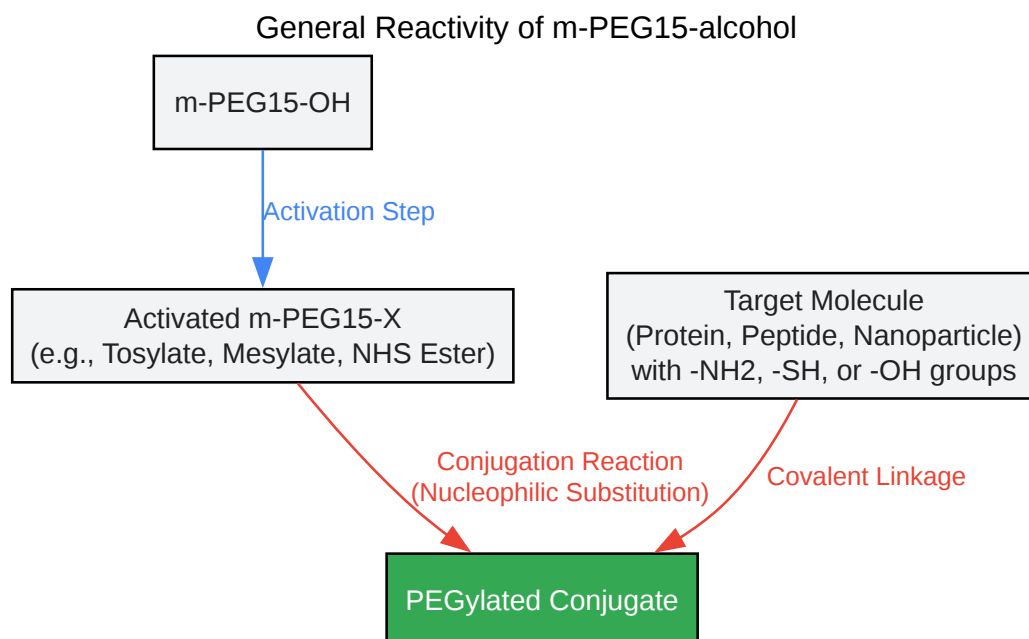 General Reactivity of m-PEG15-alcohol
m-PEG15-OH
Activation Step
Activated m-PEG15-X
(e.g., Tosylate, Mesylate, NHS Ester)
Target Molecule
(Protein, Peptide, Nanoparticle)
with -NH2, -SH, or -OH groups
Conjugation Reaction
(Nucleophilic Substitution)
Covalent Linkage
PEGylated Conjugate